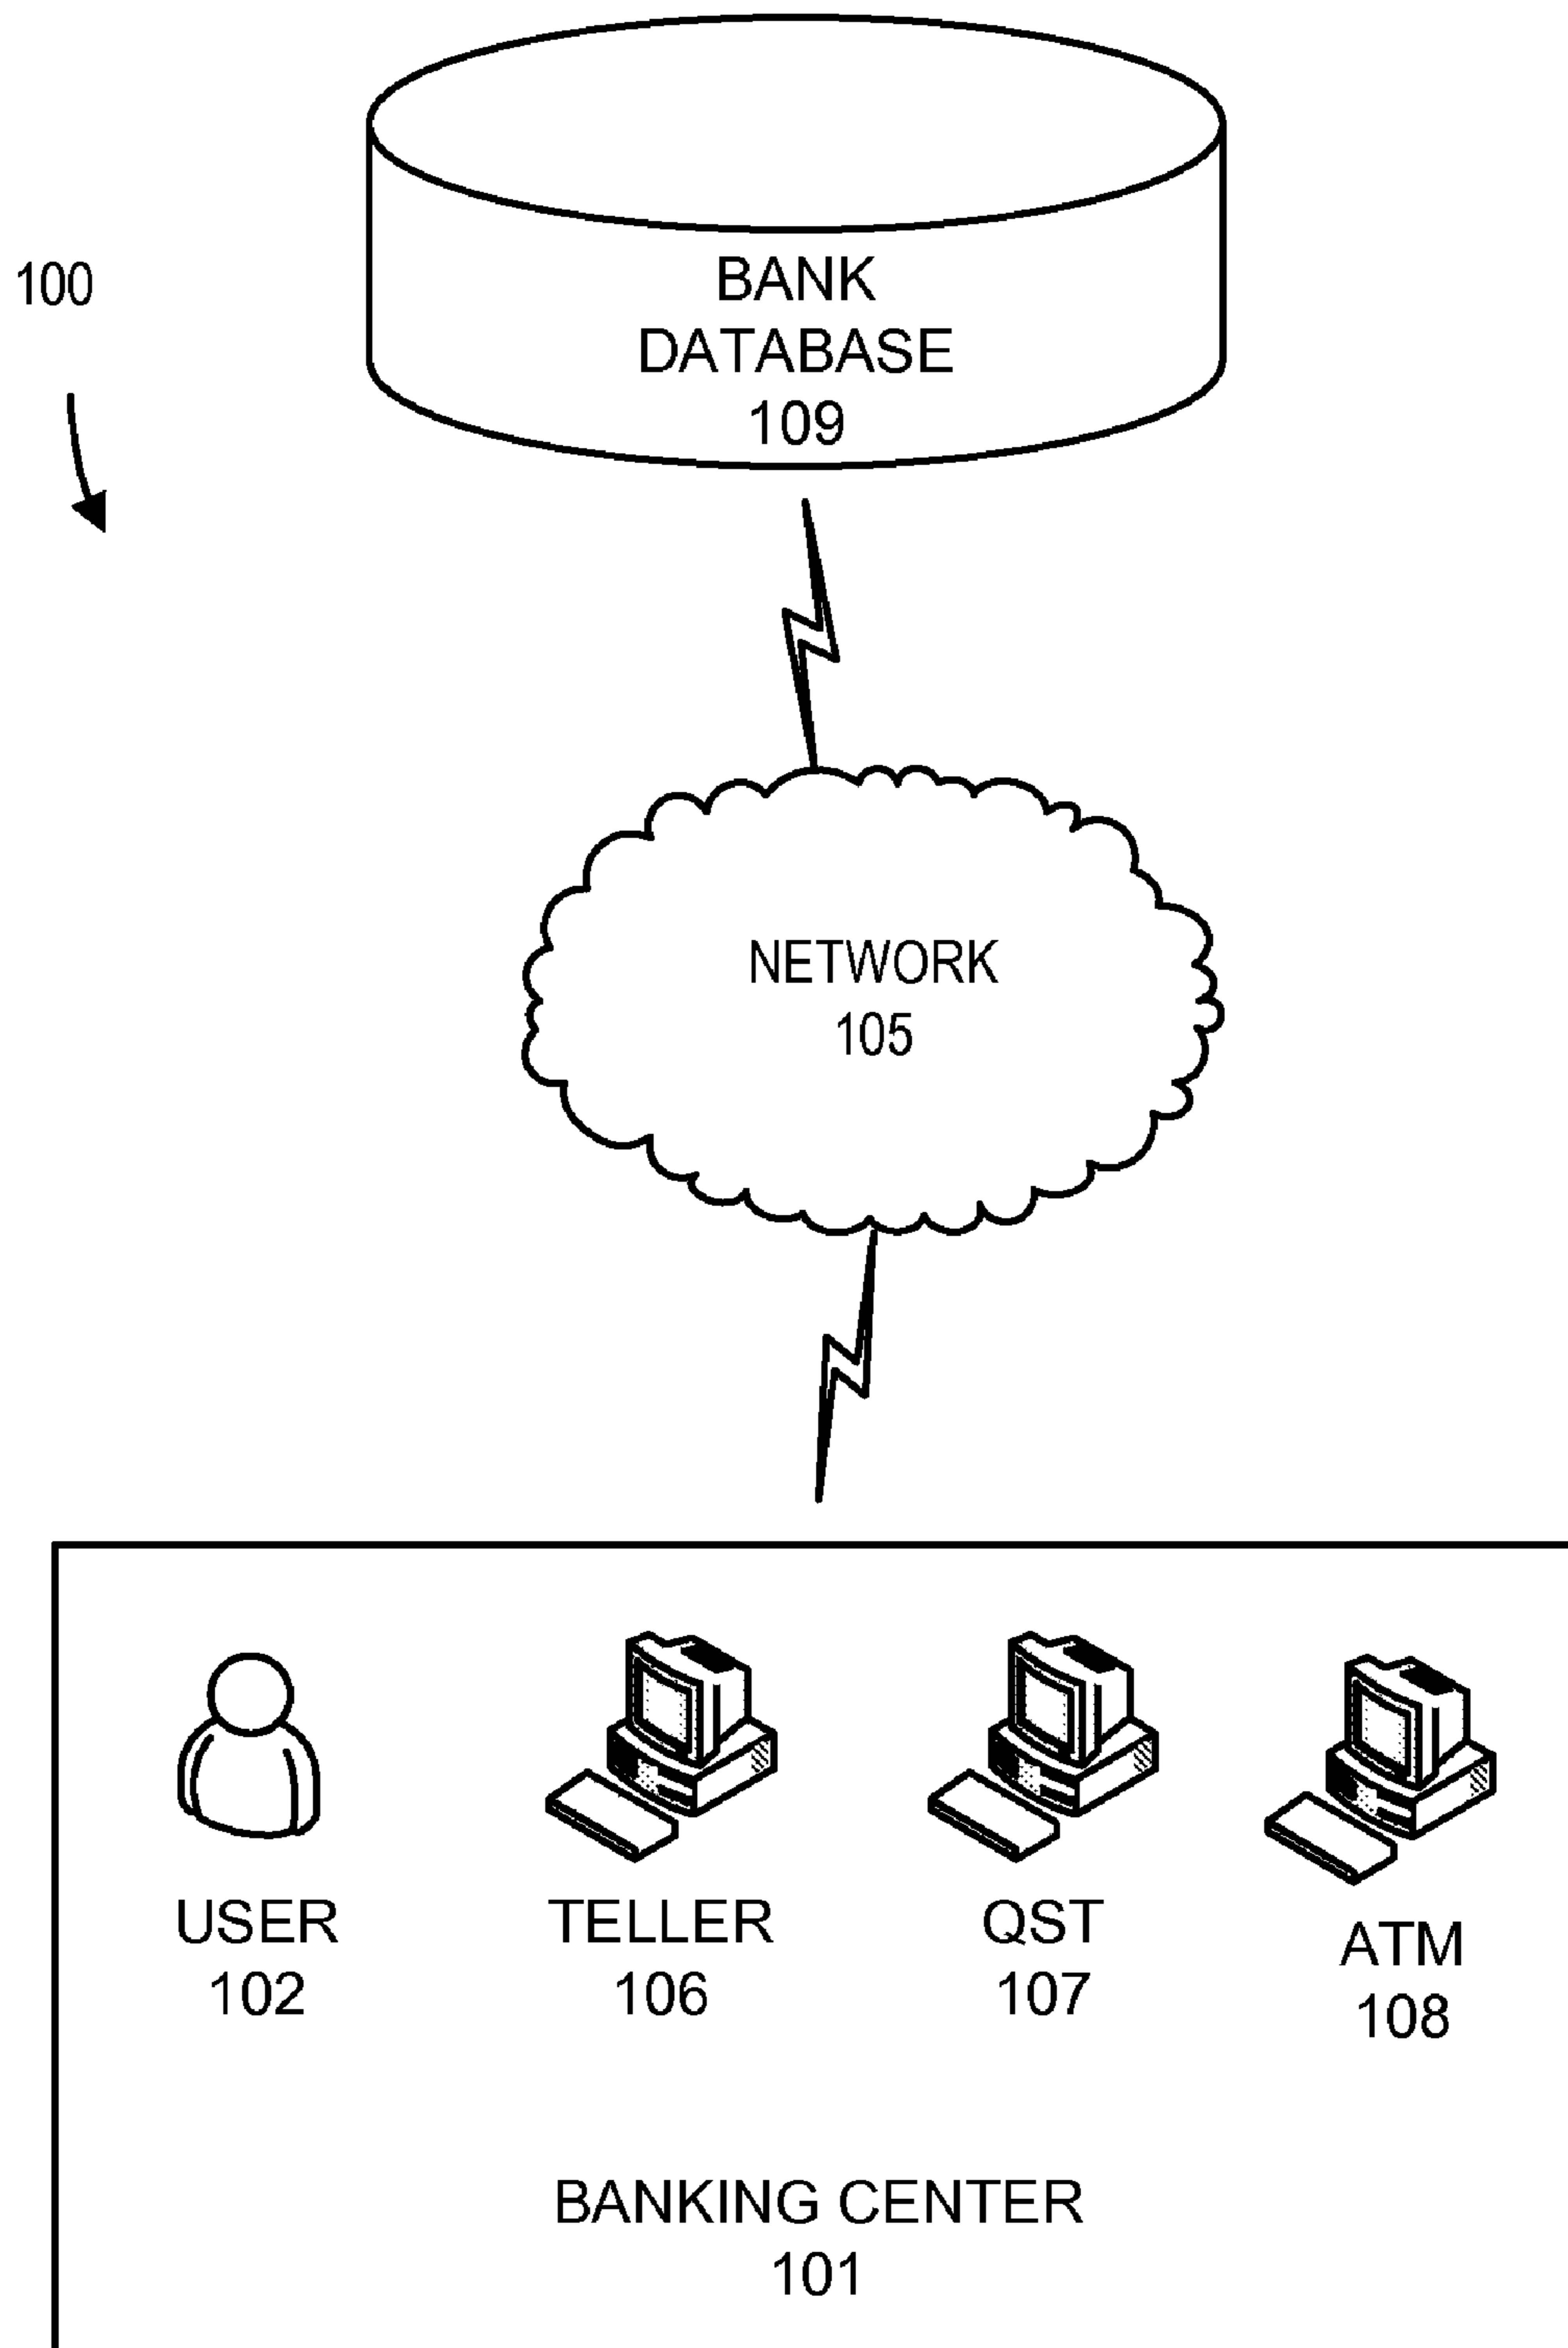 100
BANK
DATABASE
109
NETWORK
105
USER
102
TELLER
106
QST
107
ATM
108
BANKING CENTER
101